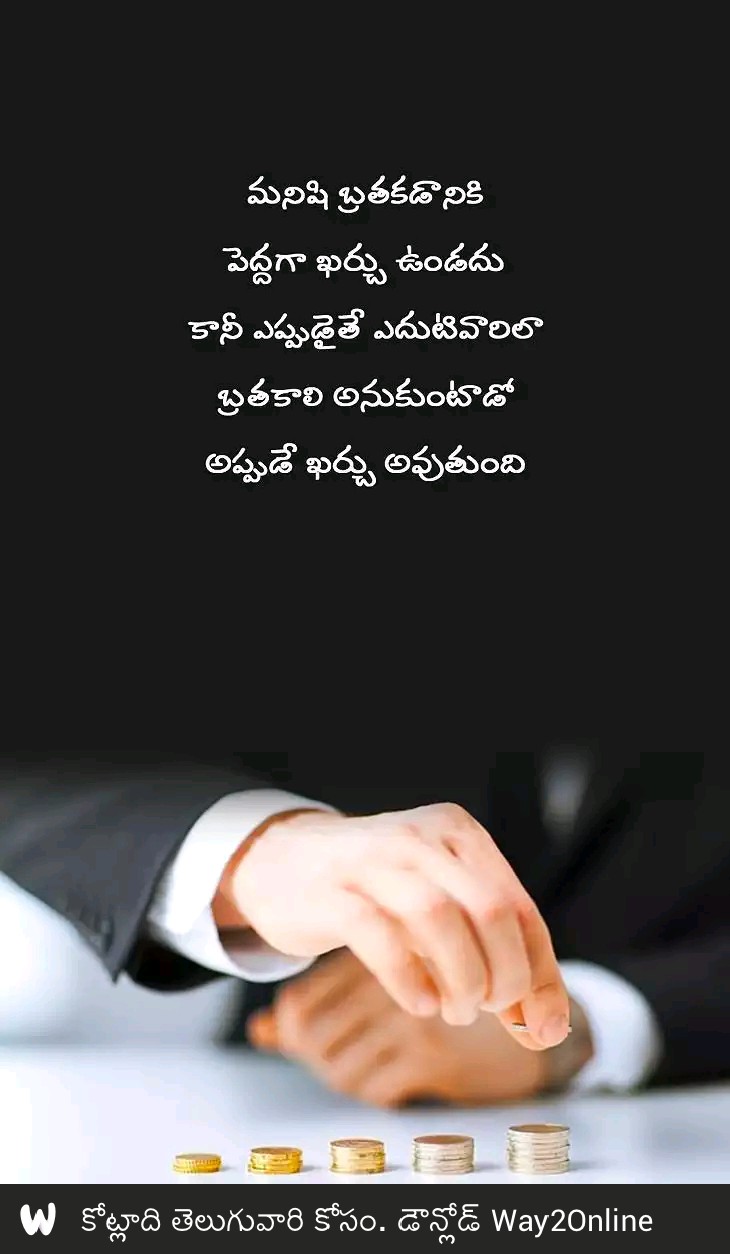 మనిషి బ్రతకడానికి
పెద్దగా ఖర్చు ఉండదు
కానీ ఎప్పుడైతే ఎదుటివారిలా
బ్రతకాలి అనుకుంటాడో
అప్పుడే ఖర్చు అవుతుంది
W కోట్లాది తెలుగువారి కోసం. డౌన్లోడ్ Way2Online